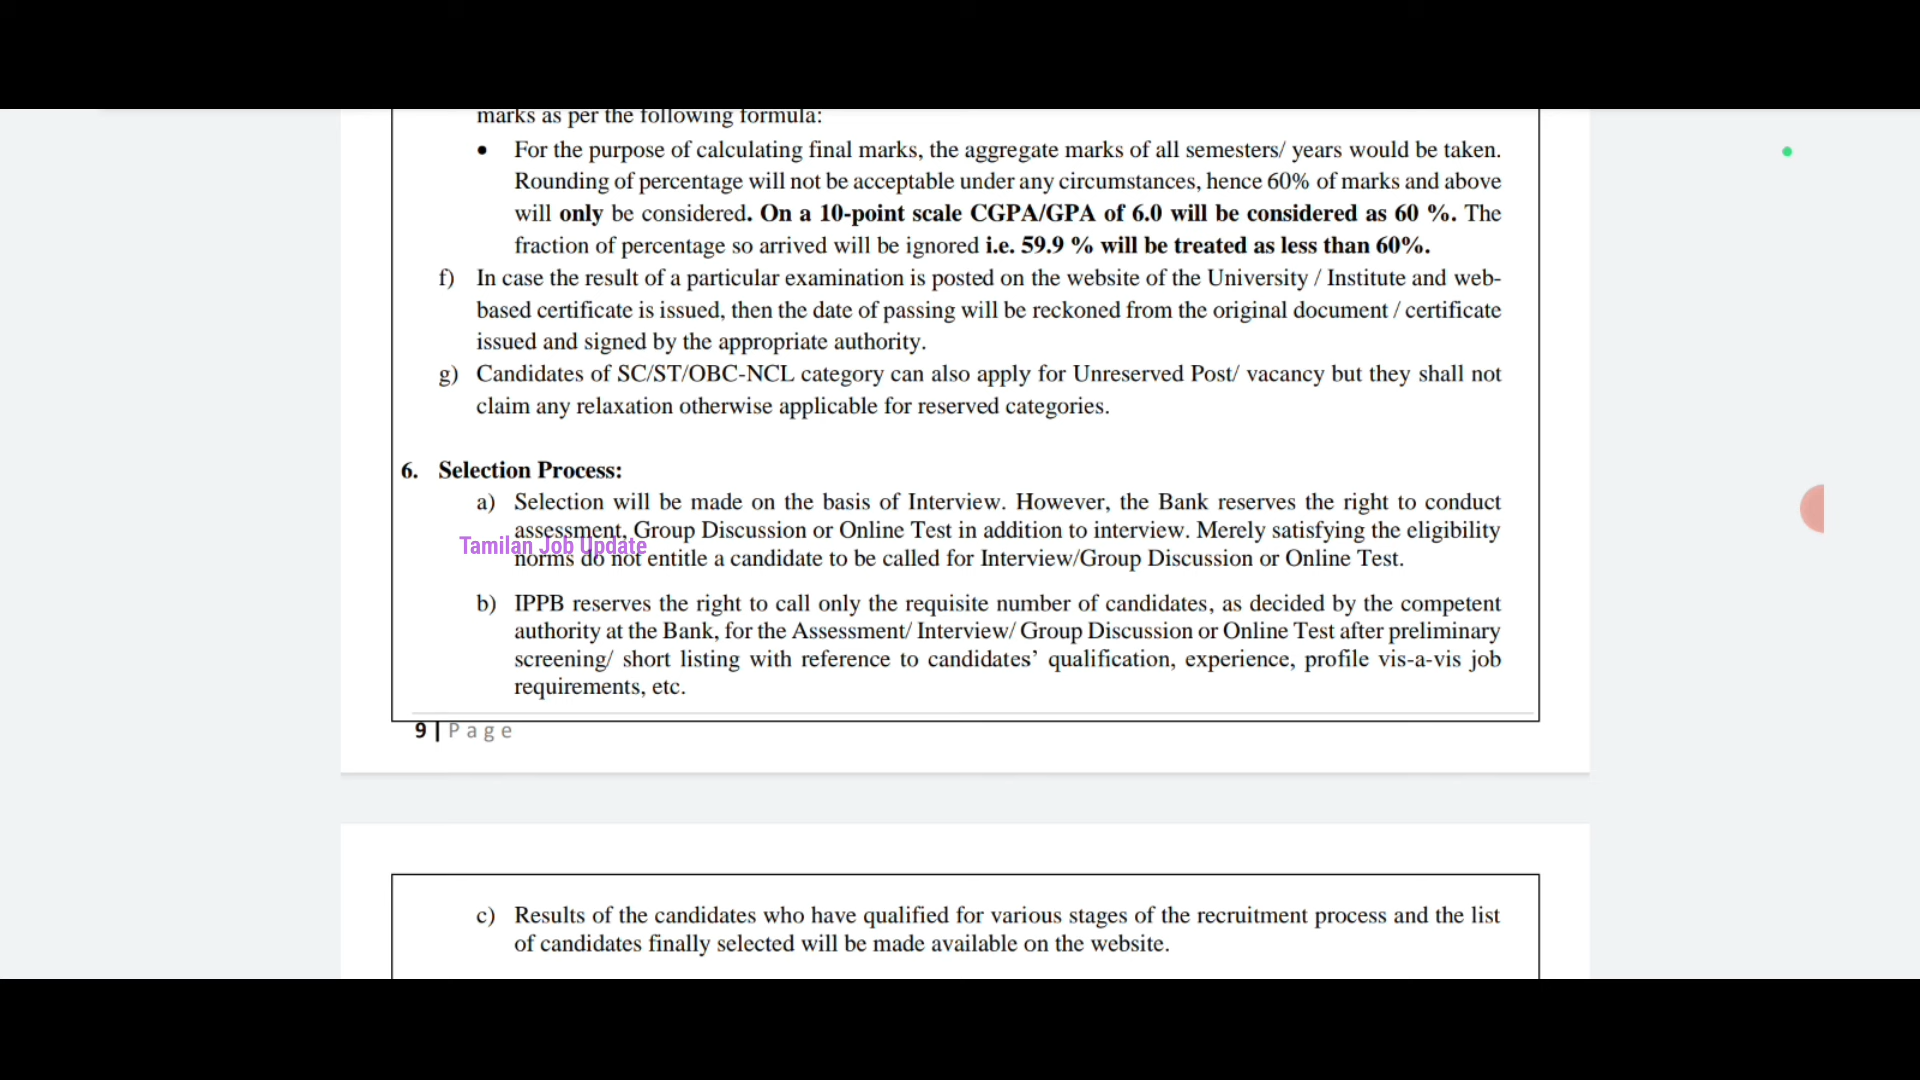 marks as per the following formula:
• For the purpose of calculating final marks, the aggregate marks of all semesters/ years would be taken.
Rounding of percentage will not be acceptable under any circumstances, hence 60% of marks and above
will only be considered. On a 10-point scale CGPA/GPA of 6.0 will be considered as 60 %. The
fraction of percentage so arrived will be ignored i.e. 59.9 % will be treated as less than 60%.
f) In case the result of a particular examination is posted on the website of the University / Institute and web-
based certificate is issued, then the date of passing will be reckoned from the original document / certificate
issued and signed by the appropriate authority.
g) Candidates of SC/ST/OBC-NCL category can also apply for Unreserved Post/ vacancy but they shall not
claim any relaxation otherwise applicable for reserved categories.
6. Selection Process:
a) Selection will be made on the basis of Interview. However, the Bank reserves the right to conduct
assessment, Group Discussion or Online Test in addition to interview. Merely satisfying the eligibility
Tamilan Job Update
norms do not entitle a candidate to be called for Interview/Group Discussion or Online Test.
b) IPPB reserves the right to call only the requisite number of candidates, as decided by the competent
authority at the Bank, for the Assessment/ Interview/ Group Discussion or Online Test after preliminary
screening/ short listing with reference to candidates’ qualification, experience, profile vis-a-vis job
requirements, etc.
9 | P a g e
c) Results of the candidates who have qualified for various stages of the recruitment process and the list
of candidates finally selected will be made available on the website.